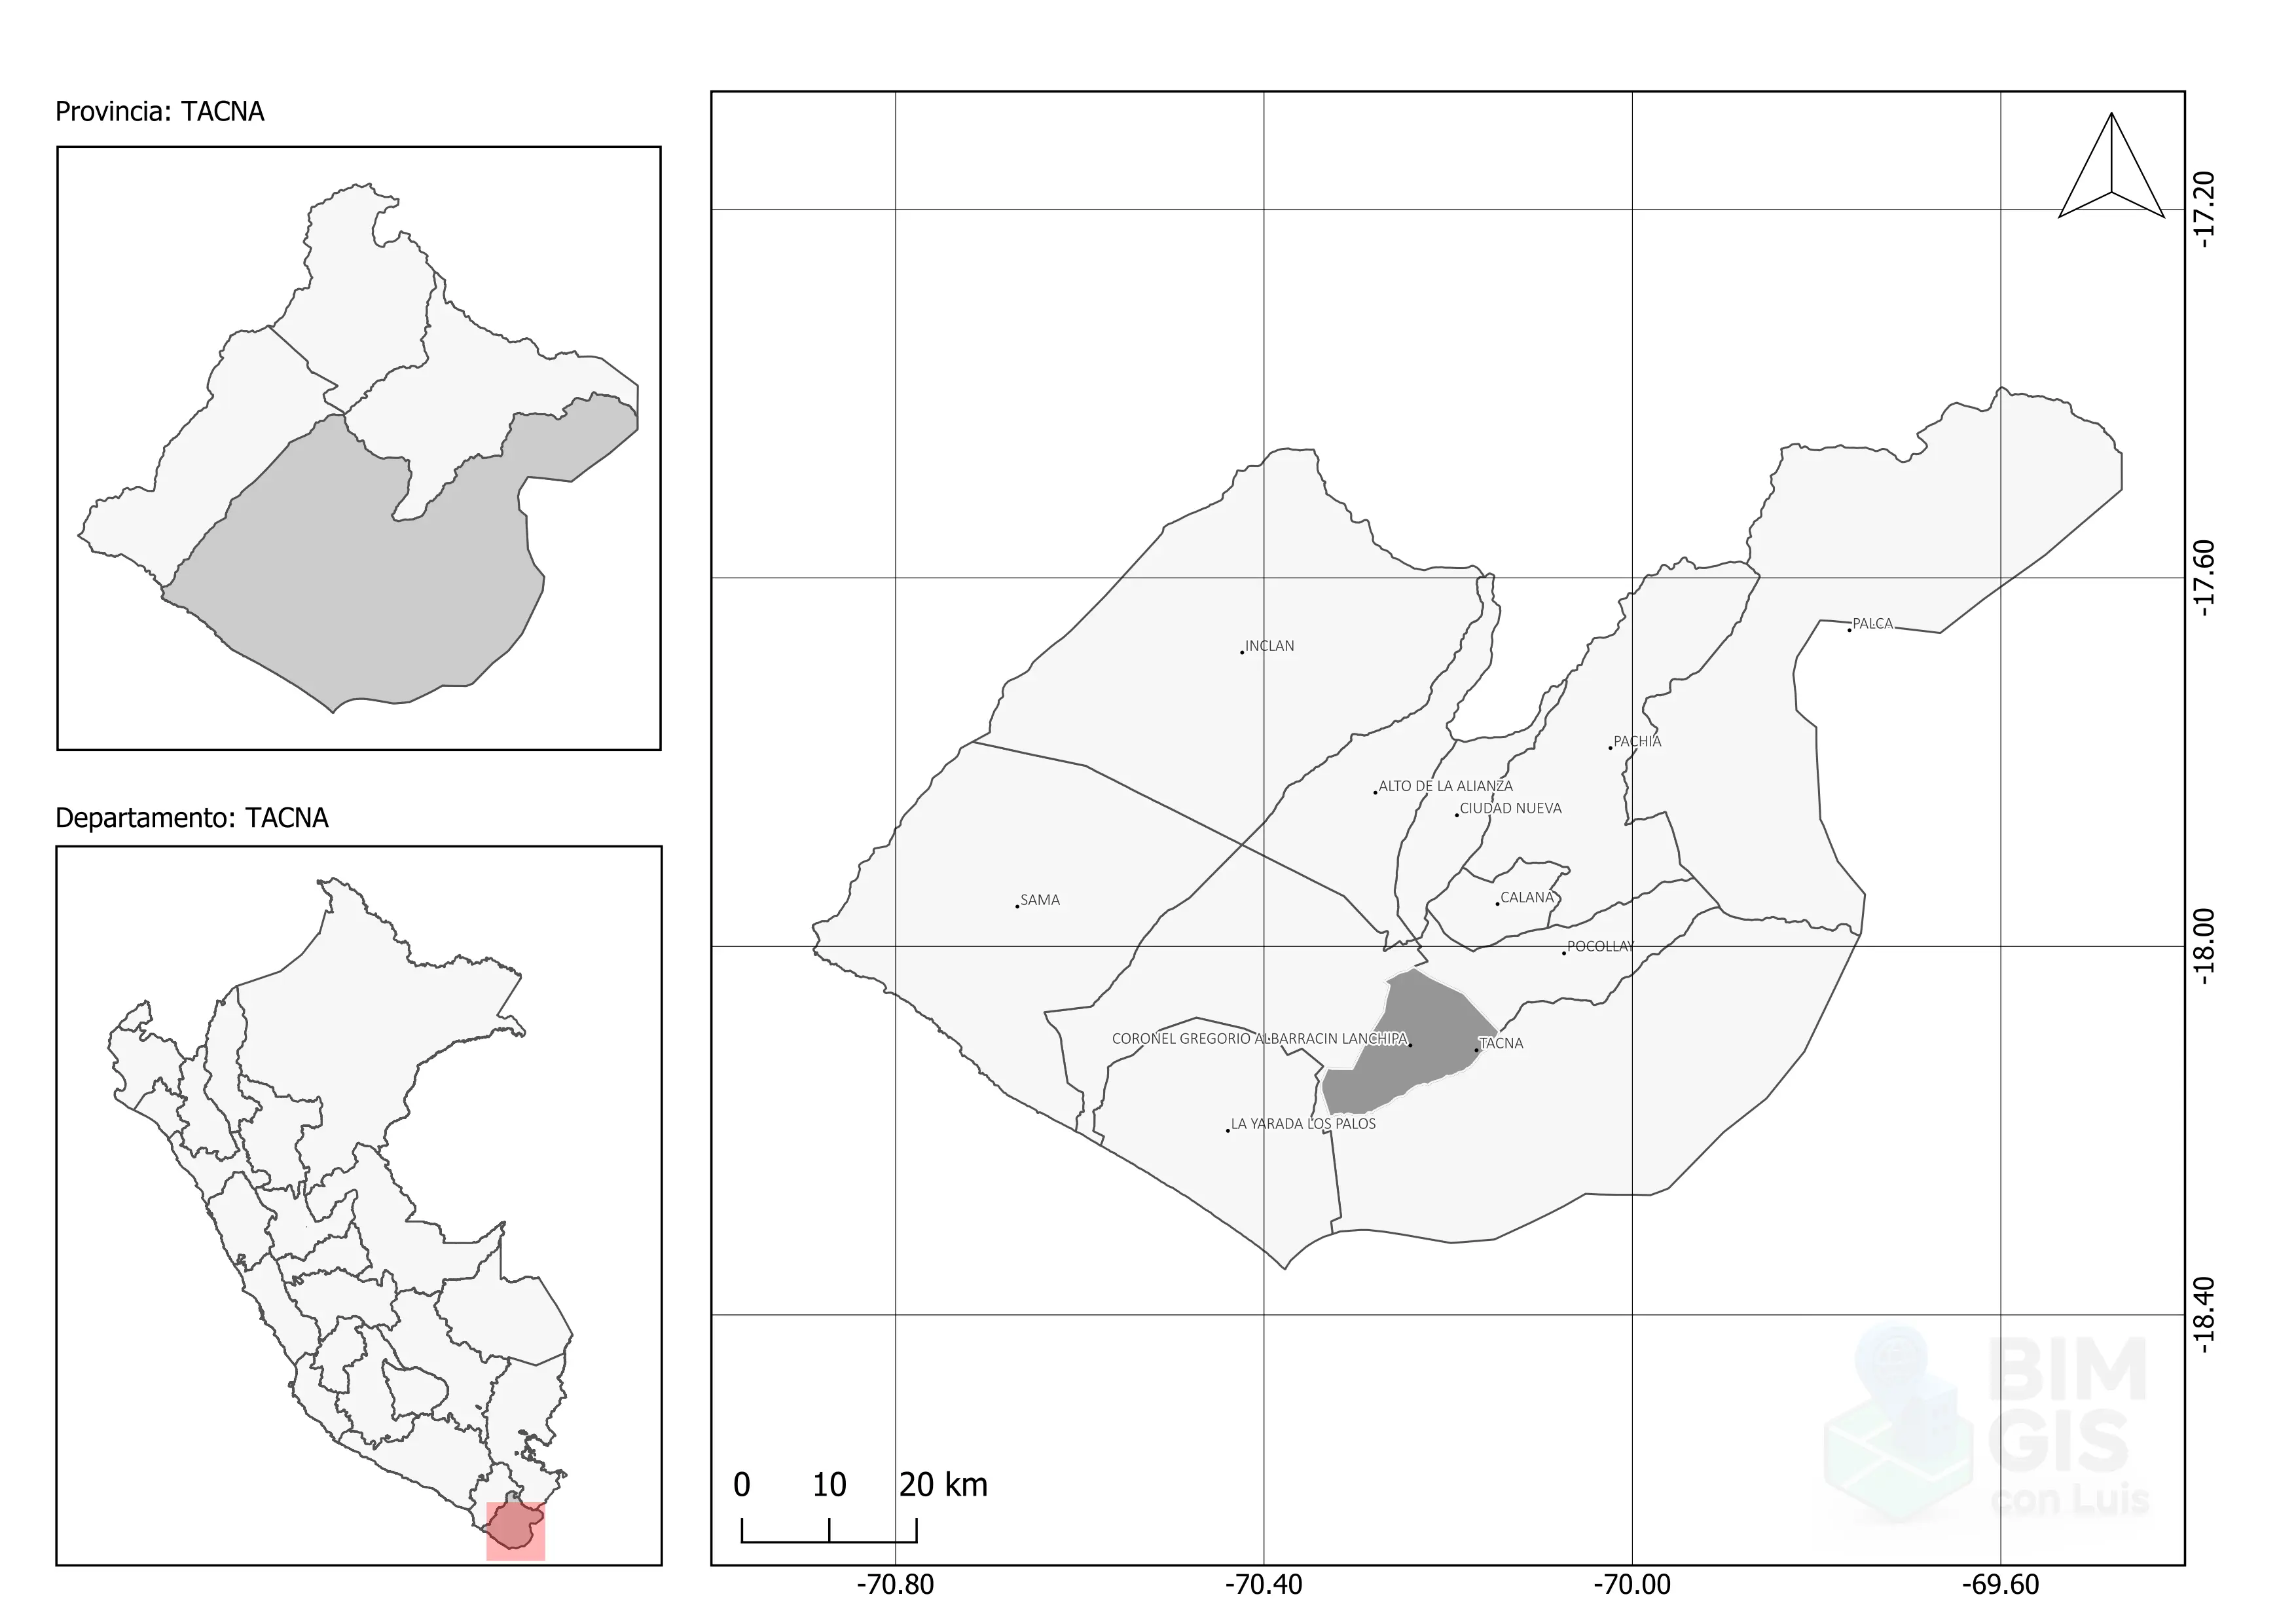 Provincia: TACNA
Departamento: TACNA
-17.20
-17.60
-18.00
-18.40
INCLAN
PALCA
PACHIA
ALTO DE LA ALIANZA
CIUDAD NUEVA
SAMA
CALANA
POCOLLAY
CORONEL GREGORIO ALBARRACIN LANCHIPA
TACNA
LA YARADA LOS PALOS
BIM
GIS
con Luis
0 10 20 km
-70.80 -70.40 -70.00 -69.60